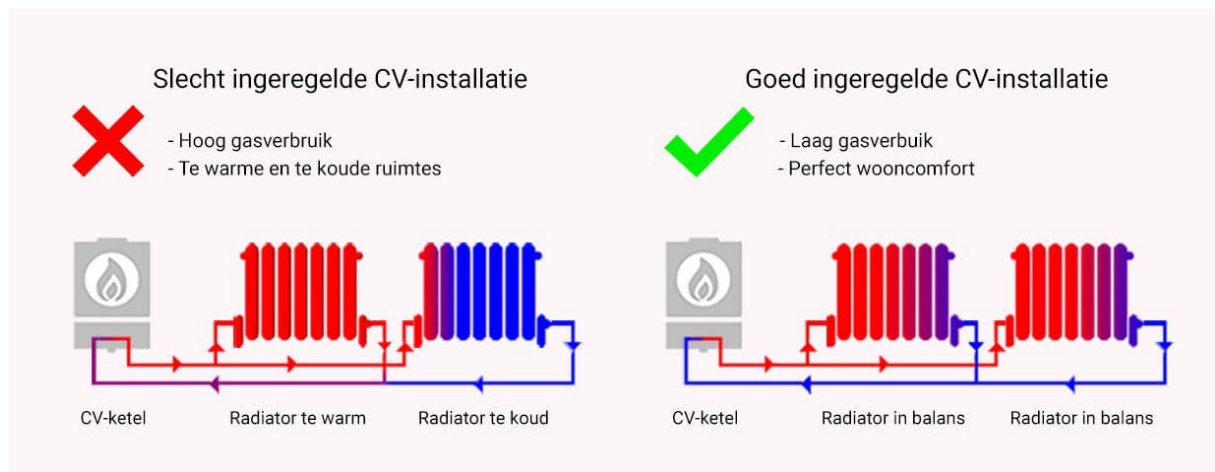 Slecht ingeregelde CV-installatie
- Hoog gasverbruik
- Te warme en te koude ruimtes
CV-ketel
Radiator te warm
Radiator te koud
Goed ingeregelde CV-installatie
- Laag gasverbuik
- Perfect wooncomfort
CV-ketel
Radiator in balans
Radiator in balans